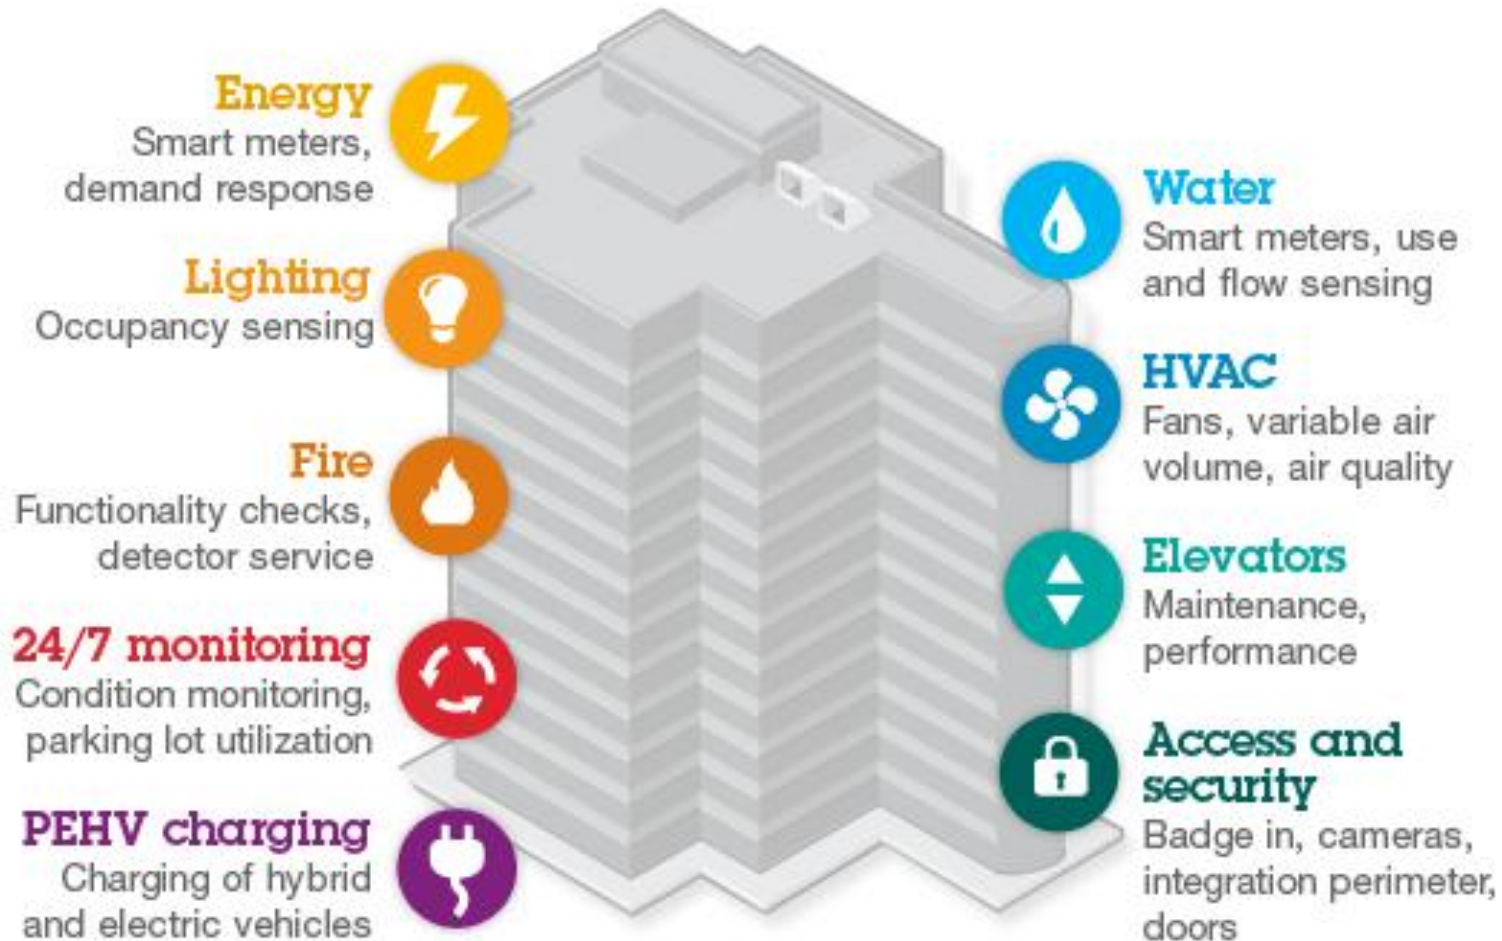 Energy
Smart meters,
demand response
Lighting
Occupancy sensing
Fire
Functionality checks,
detector service
24/7 monitoring
Condition monitoring,
parking lot utilization
PEHV charging
Charging of hybrid
and electric vehicles
Water
Smart meters, use
and flow sensing
HVAC
Fans, variable air
volume, air quality
Elevators
Maintenance,
performance
Access and
security
Badge in, cameras,
integration perimeter,
doors